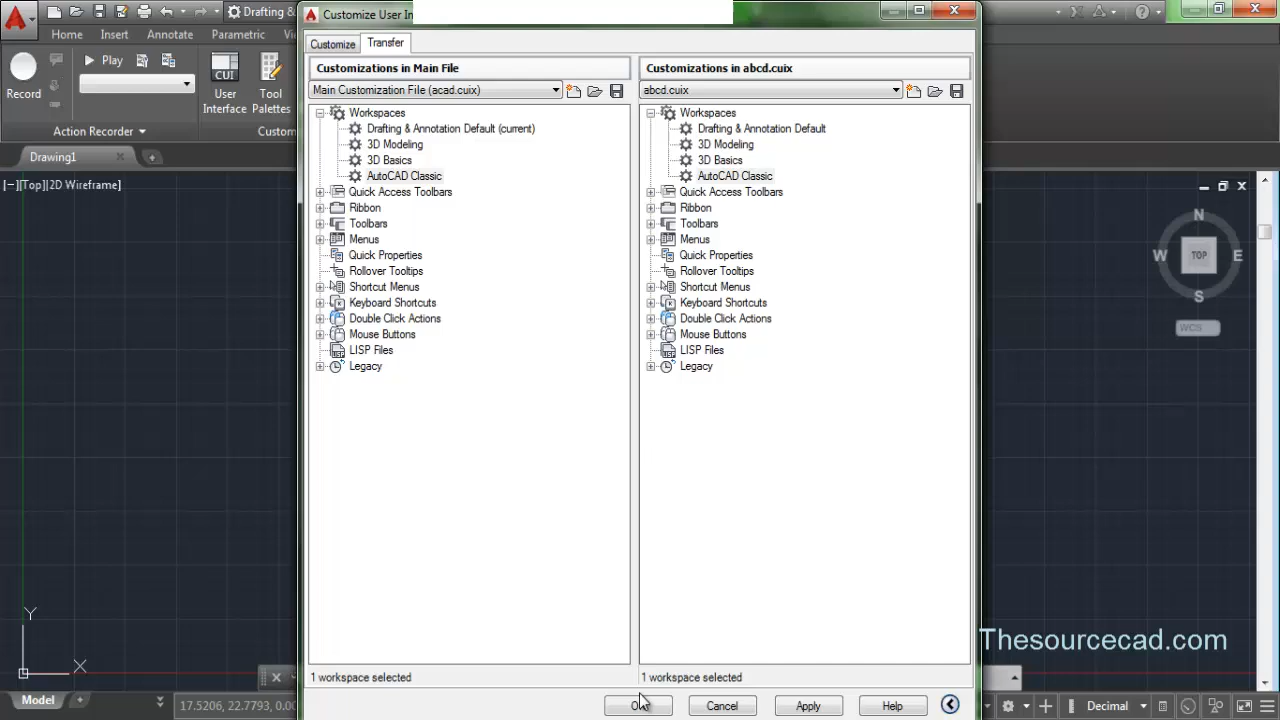 Drafting &
Customize User In
Home Insert Annotate Parametric
Customize Transfer
Play
Record
CUI
User
Interface
Tool
Palettes
Action Recorder
Custom
Drawing1
[−][Top][2D Wireframe]
Customizations in Main File
Main Customization File (acad.cuix)
Workspaces
Drafting & Annotation Default (current)
3D Modeling
3D Basics
AutoCAD Classic
Quick Access Toolbars
Ribbon
Toolbars
Menus
Quick Properties
Rollover Tooltips
Shortcut Menus
Keyboard Shortcuts
Double Click Actions
Mouse Buttons
LISP Files
Legacy
1 workspace selected
Customizations in abcd.cuix
abcd.cuix
Workspaces
Drafting & Annotation Default
3D Modeling
3D Basics
AutoCAD Classic
Quick Access Toolbars
Ribbon
Toolbars
Menus
Quick Properties
Rollover Tooltips
Shortcut Menus
Keyboard Shortcuts
Double Click Actions
Mouse Buttons
LISP Files
Legacy
1 workspace selected
Cancel Apply Help
N
W TOP E
S
WCS
Thesourcecad.com
Y
X
Model
17.5206, 22.7793, 0.00
Decimal